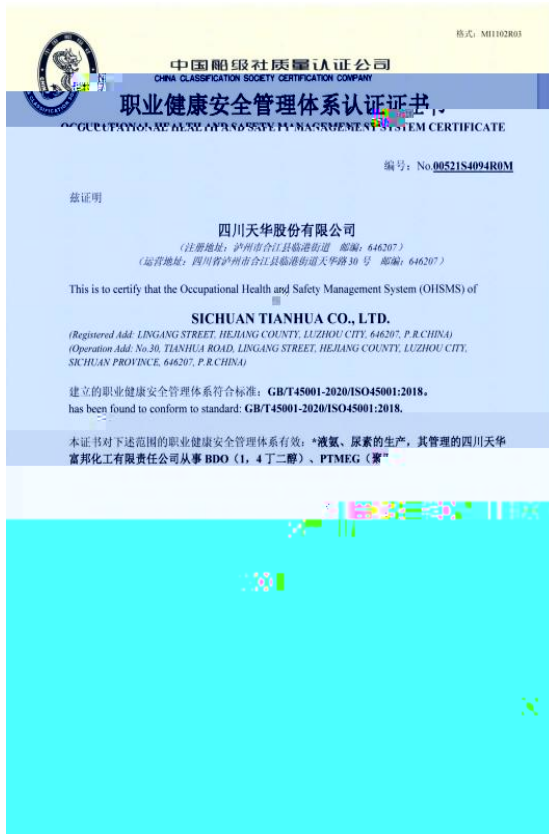 格式：MI1102R03
中国船级社质量认证公司
CHINA CLASSIFICATION SOCIETY CERTIFICATION COMPANY
职业健康安全管理体系认证证书
OCCUPATIONAL HEALTH AND SAFETY MANAGEMENT SYSTEM CERTIFICATE
编号：No.00521S4094R0M
兹证明
四川天华股份有限公司
（注册地址：泸州市合江县临港街道 邮编：646207）
（运营地址：四川省泸州市合江县临港街道天华路30 号 邮编：646207）
This is to certify that the Occupational Health and Safety Management System (OHSMS) of
SICHUAN TIANHUA CO., LTD.
(Registered Add: LINGANG STREET, HEJIANG COUNTY, LUZHOU CITY, 646207, P.R.CHINA)
(Operation Add: No.30, TIANHUA ROAD, LINGANG STREET, HEJIANG COUNTY, LUZHOU CITY,
SICHUAN PROVINCE, 646207, P.R.CHINA)
建立的职业健康安全管理体系符合标准：GB/T45001-2020/ISO45001:2018。
has been found to conform to standard: GB/T45001-2020/ISO45001:2018.
本证书对下述范围的职业健康安全管理体系有效：*液氨、尿素的生产，其管理的四川天华
富邦化工有限责任公司从事 BDO（1，4 丁二醇）、PTMEG（聚